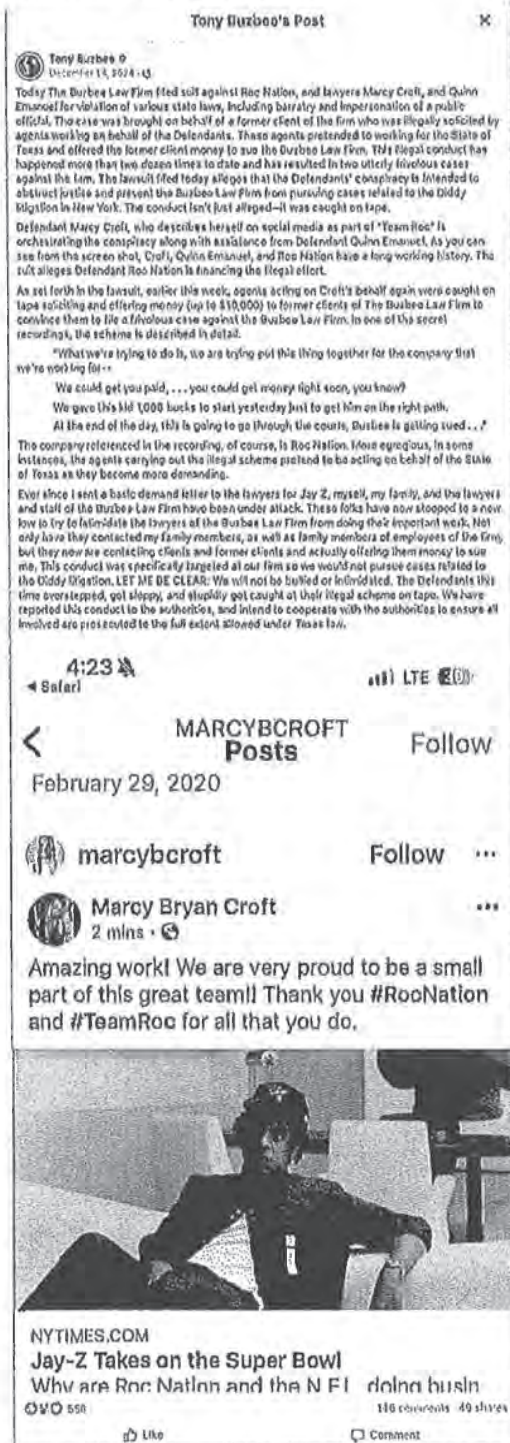 Tony Buzbee's Post
Tony Buzbee
December 18, 2024
Today The Buzbee Law Firm filed suit against Roc Nation, and lawyers Marcy Croft, and Quinn
Emanuel for violation of various state laws, including barratry and impersonation of a public
official. The case was brought on behalf of a former client of the firm who was illegally solicited by
agents working on behalf of the Defendants. These agents pretended to working for the State of
Texas and offered the former client money to sue the Buzbee Law Firm. This illegal conduct has
happened more than two dozen times to date and has resulted in two utterly frivolous cases
against the firm. The lawsuit filed today alleges that the Defendants' conspiracy is intended to
obstruct justice and prevent the Buzbee Law Firm from pursuing cases related to the Diddy
litigation in New York. The conduct isn't just alleged—it was caught on tape.
Defendant Marcy Croft, who describes herself on social media as part of "Team Roc" is
orchestrating the conspiracy along with assistance from Defendant Quinn Emanuel. As you can
see from the screen shot, Croft, Quinn Emanuel, and Roc Nation have a long working history. The
suit alleges Defendant Roc Nation is financing the illegal effort.
As set forth in the lawsuit, earlier this week, agents acting on Croft's behalf again were caught on
tape soliciting and offering money (up to $10,000) to former clients of The Buzbee Law Firm to
convince them to file a frivolous case against the Buzbee Law Firm. In one of the secret
recordings, the scheme is described in detail.
"What we're trying to do is, we are trying put this thing together for the company that
we're working for--
We could get you paid, . . . you could get money right soon, you know?
We gave this kid 1,000 bucks to start yesterday just to get him on the right path.
At the end of the day, this is going to go through the courts, Buzbee is getting sued . . ."
The company referenced in the recording, of course, is Roc Nation. More egregious, in some
instances, the agents carrying out the illegal scheme pretend to be acting on behalf of the State
of Texas as they become more demanding.
Ever since I sent a basic demand letter to the lawyers for Jay Z, myself, my family, and the lawyers
and staff of the Buzbee Law Firm have been under attack. These folks have now stooped to a new
low to try to intimidate the lawyers of the Buzbee Law Firm from doing their important work. Not
only have they contacted my family members, as well as family members of employees of the firm,
but they now are contacting clients and former clients and actually offering them money to sue
me. This conduct was specifically targeted at our firm so we would not pursue cases related to
the Diddy litigation. LET ME BE CLEAR: We will not be bullied or intimidated. The Defendants this
time overstepped, got sloppy, and stupidly got caught at their illegal scheme on tape. We have
reported this conduct to the authorities, and intend to cooperate with the authorities to ensure all
involved are prosecuted to the full extent allowed under Texas law.
4:23
Safari
LTE
MARCYBCROFT
Posts
Follow
February 29, 2020
marcybcroft
Follow
Marcy Bryan Croft
2 mins
Amazing work! We are very proud to be a small
part of this great team!! Thank you #RocNation
and #TeamRoc for all that you do.
NYTIMES.COM
Jay-Z Takes on the Super Bowl
Why are Roc Nation and the N.F.L. doing busin
558
comments
49 shares
Like
Comment